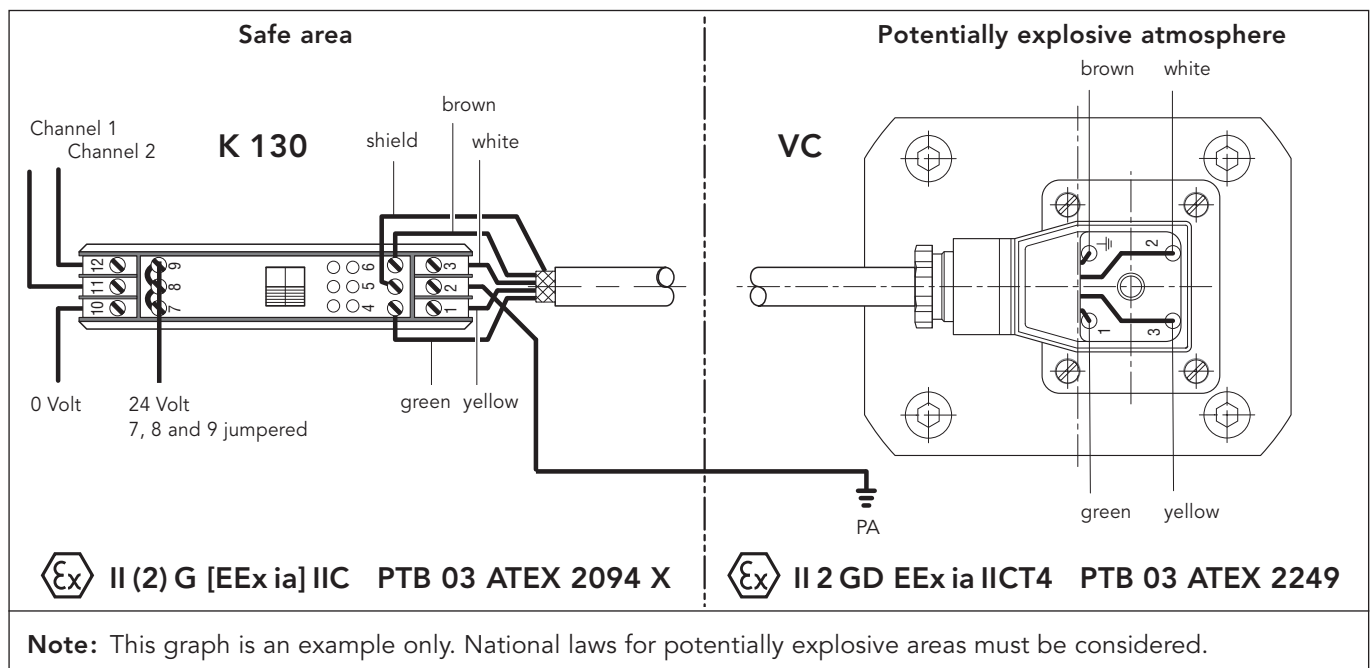 Safe area
Potentially explosive atmosphere
brown white
brown
Channel 1
Channel 2
K 130
shield
white
VC
12
11
10
9
8
7
6
5
4
3
2
1
2
1
3
0 Volt
24 Volt
7, 8 and 9 jumpered
green yellow
PA
green yellow
Ex II (2) G [EEx ia] IIC PTB 03 ATEX 2094 X
Ex II 2 GD EEx ia IICT4 PTB 03 ATEX 2249
Note: This graph is an example only. National laws for potentially explosive areas must be considered.